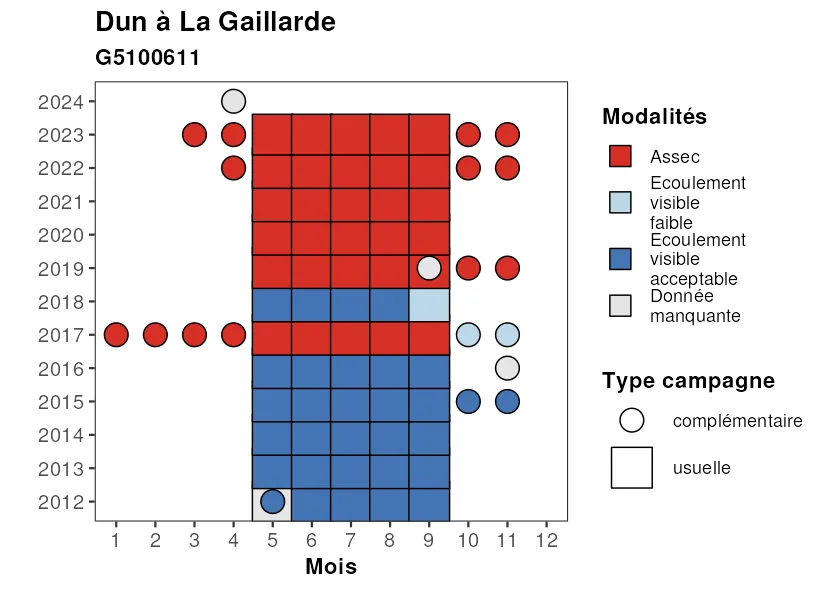 Dun à La Gaillarde
G5100611
2024
2023
2022
2021
2020
2019
2018
2017
2016
2015
2014
2013
2012
1 2 3 4 5 6 7 8 9 10 11 12
Mois
Modalités
Assec
Ecoulement
visible
faible
Ecoulement
visible
acceptable
Donnée
manquante
Type campagne
complémentaire
usuelle